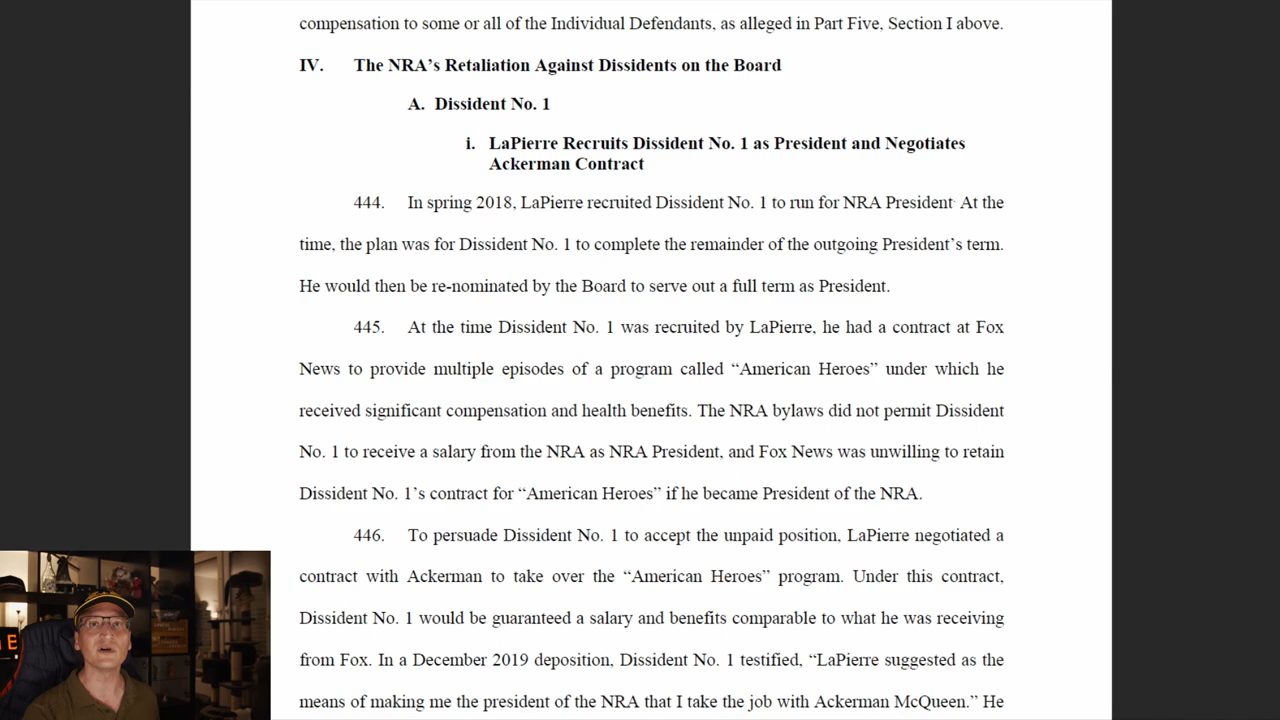 compensation to some or all of the Individual Defendants, as alleged in Part Five, Section I above.
IV. The NRA’s Retaliation Against Dissidents on the Board
A. Dissident No. 1
i. LaPierre Recruits Dissident No. 1 as President and Negotiates
Ackerman Contract
444. In spring 2018, LaPierre recruited Dissident No. 1 to run for NRA President. At the
time, the plan was for Dissident No. 1 to complete the remainder of the outgoing President’s term.
He would then be re-nominated by the Board to serve out a full term as President.
445. At the time Dissident No. 1 was recruited by LaPierre, he had a contract at Fox
News to provide multiple episodes of a program called “American Heroes” under which he
received significant compensation and health benefits. The NRA bylaws did not permit Dissident
No. 1 to receive a salary from the NRA as NRA President, and Fox News was unwilling to retain
Dissident No. 1’s contract for “American Heroes” if he became President of the NRA.
446. To persuade Dissident No. 1 to accept the unpaid position, LaPierre negotiated a
contract with Ackerman to take over the “American Heroes” program. Under this contract,
Dissident No. 1 would be guaranteed a salary and benefits comparable to what he was receiving
from Fox. In a December 2019 deposition, Dissident No. 1 testified, “LaPierre suggested as the
means of making me the president of the NRA that I take the job with Ackerman McQueen.” He